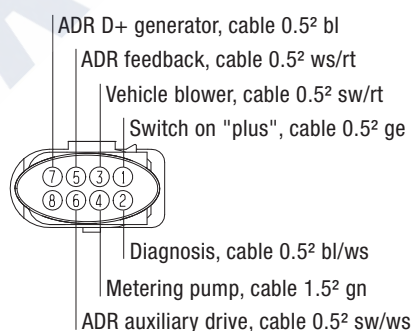 ADR D+ generator, cable 0.5² bl
ADR feedback, cable 0.5² ws/rt
Vehicle blower, cable 0.5² sw/rt
Switch on "plus", cable 0.5² ge
7 5 3 1
8 6 4 2
Diagnosis, cable 0.5² bl/ws
Metering pump, cable 1.5² gn
ADR auxiliary drive, cable 0.5² sw/ws